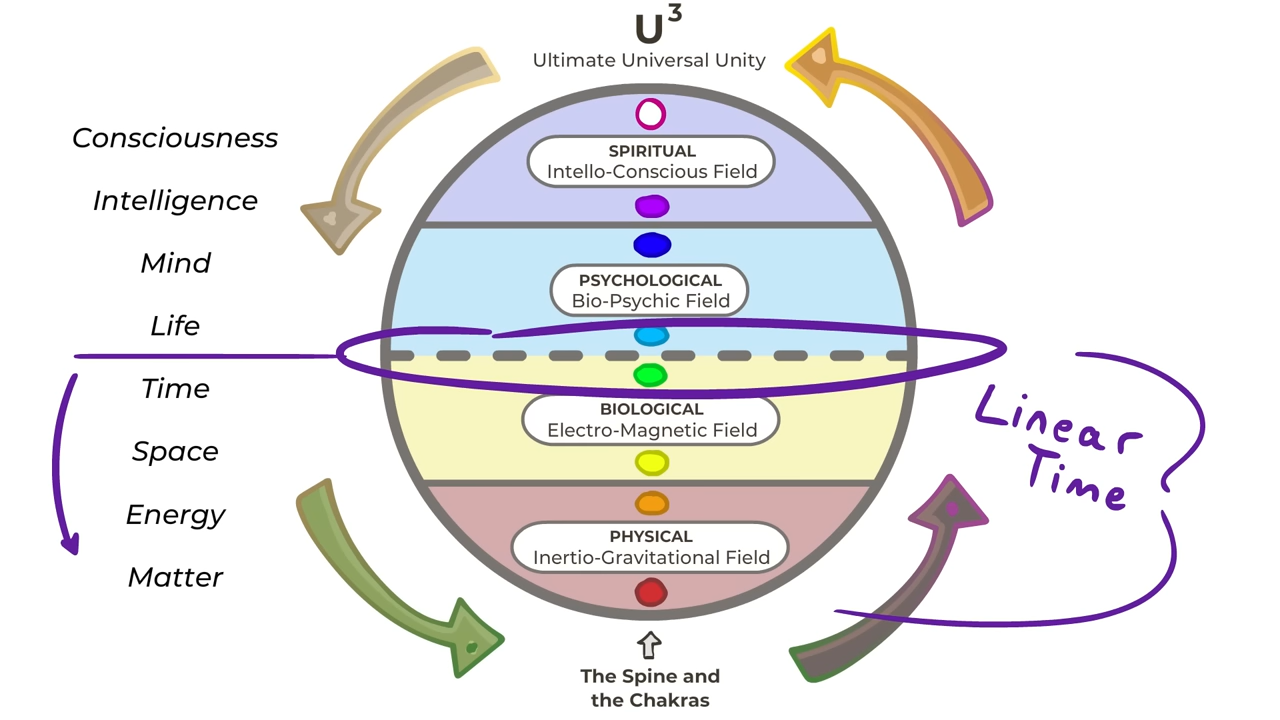 U³
Ultimate Universal Unity
Consciousness
Intelligence
Mind
Life
Time
Space
Energy
Matter
SPIRITUAL
Intello-Conscious Field
PSYCHOLOGICAL
Bio-Psychic Field
BIOLOGICAL
Electro-Magnetic Field
PHYSICAL
Inertio-Gravitational Field
The Spine and
the Chakras
Linear
Time